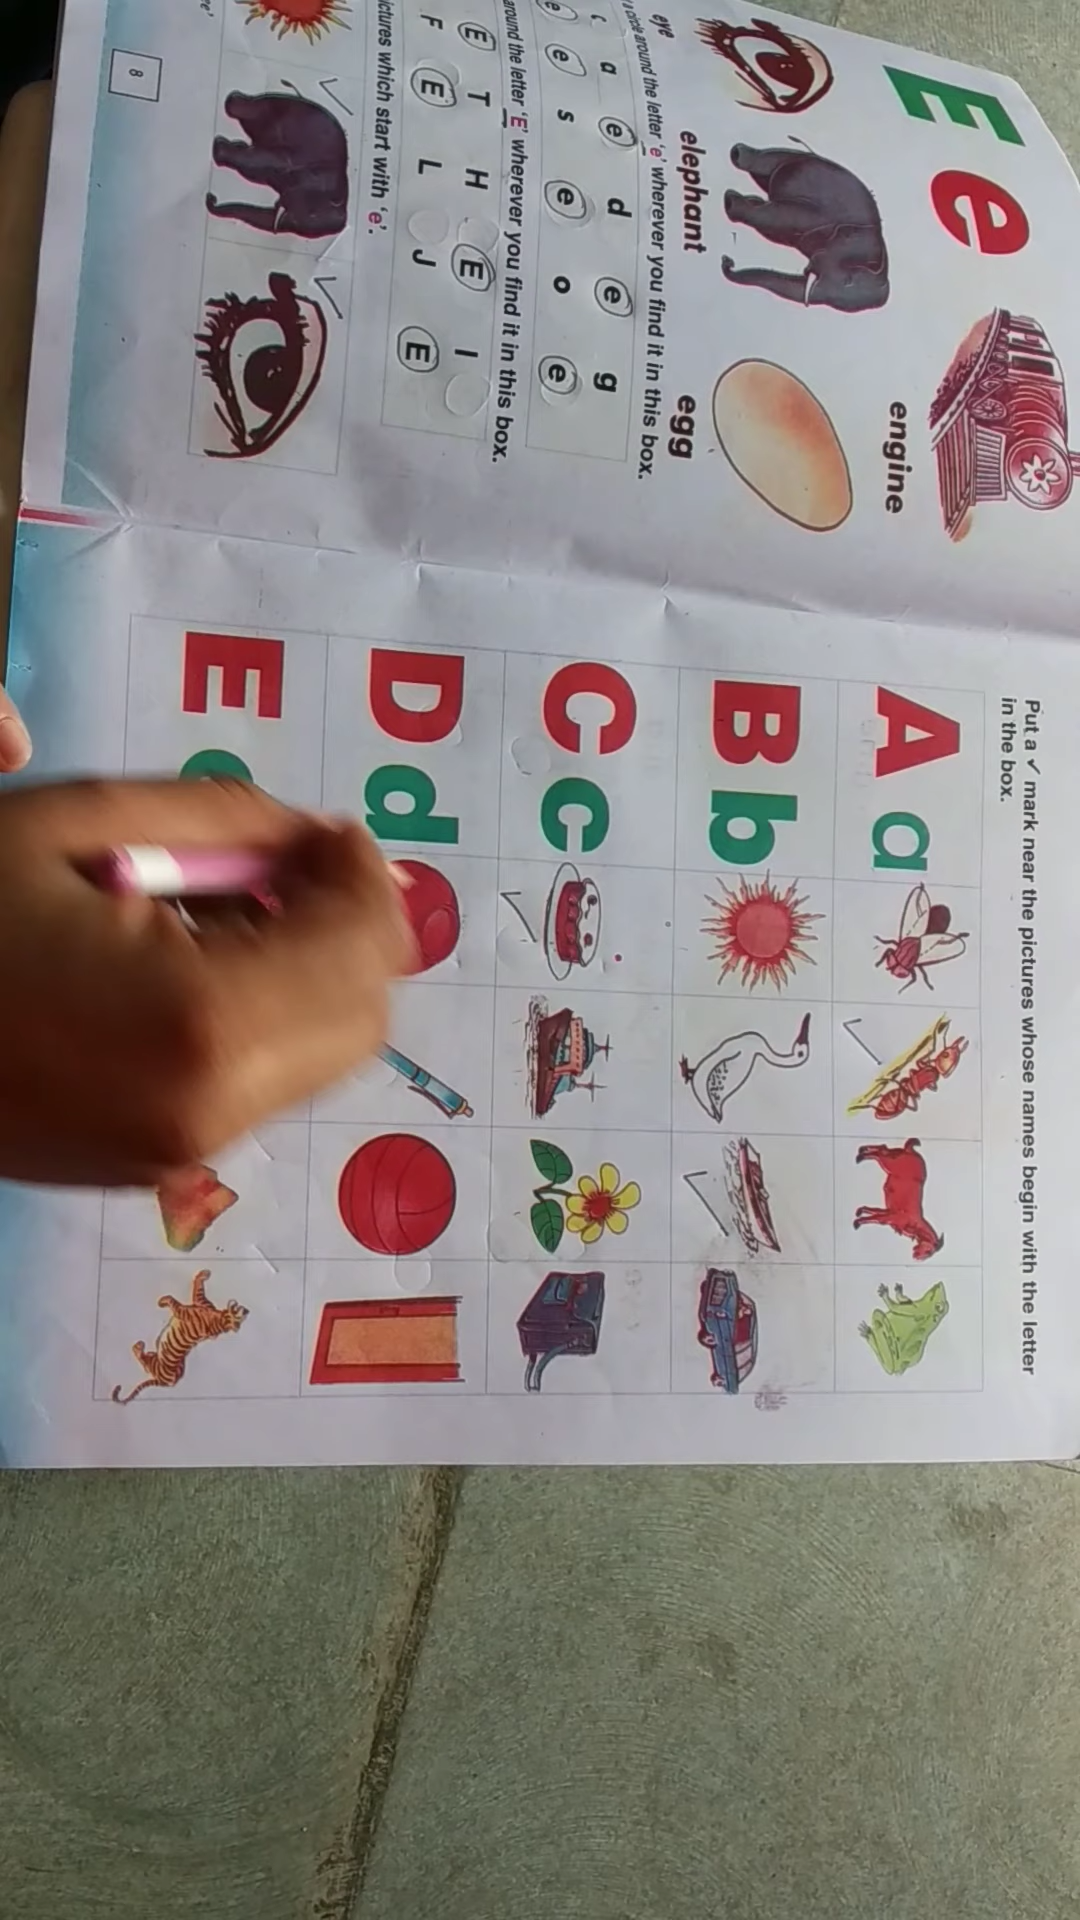 E e
engine
eye
elephant
egg
a circle around the letter 'e' wherever you find it in this box.
a e d e g
e e s e o e
around the letter 'E' wherever you find it in this box.
E T H E I
F E L J E
ictures which start with 'e'.
8
Put a ✓ mark near the pictures whose names begin with the letter
in the box.
A a
B b
C c
D d
E